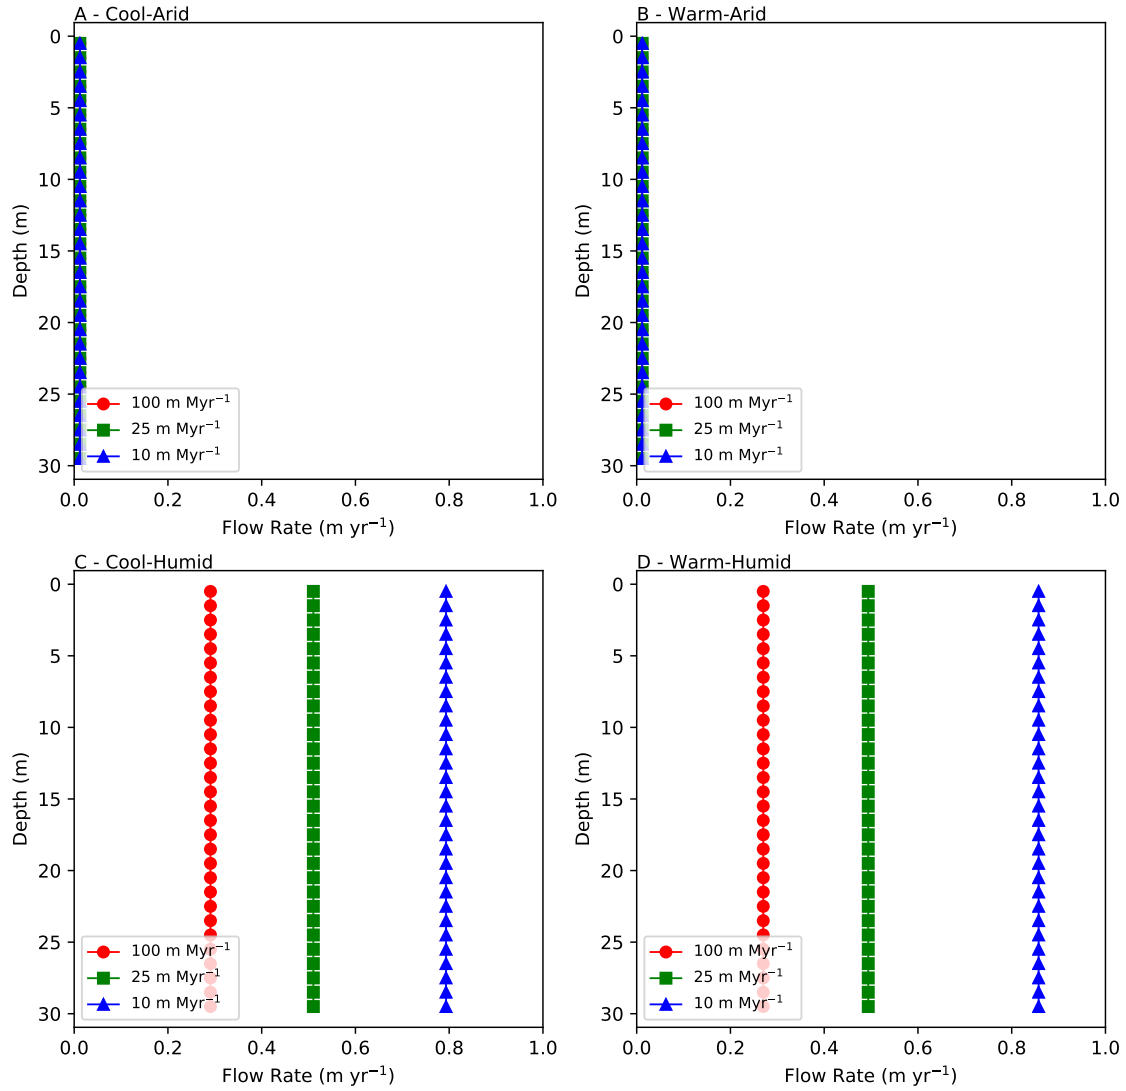 A - Cool-Arid
0
5
10
15
20
25
30
Depth (m)
100 m Myr⁻¹
25 m Myr⁻¹
10 m Myr⁻¹
0.0 0.2 0.4 0.6 0.8 1.0
Flow Rate (m yr⁻¹)
B - Warm-Arid
0
5
10
15
20
25
30
Depth (m)
100 m Myr⁻¹
25 m Myr⁻¹
10 m Myr⁻¹
0.0 0.2 0.4 0.6 0.8 1.0
Flow Rate (m yr⁻¹)
C - Cool-Humid
0
5
10
15
20
25
30
Depth (m)
100 m Myr⁻¹
25 m Myr⁻¹
10 m Myr⁻¹
0.0 0.2 0.4 0.6 0.8 1.0
Flow Rate (m yr⁻¹)
D - Warm-Humid
0
5
10
15
20
25
30
Depth (m)
100 m Myr⁻¹
25 m Myr⁻¹
10 m Myr⁻¹
0.0 0.2 0.4 0.6 0.8 1.0
Flow Rate (m yr⁻¹)